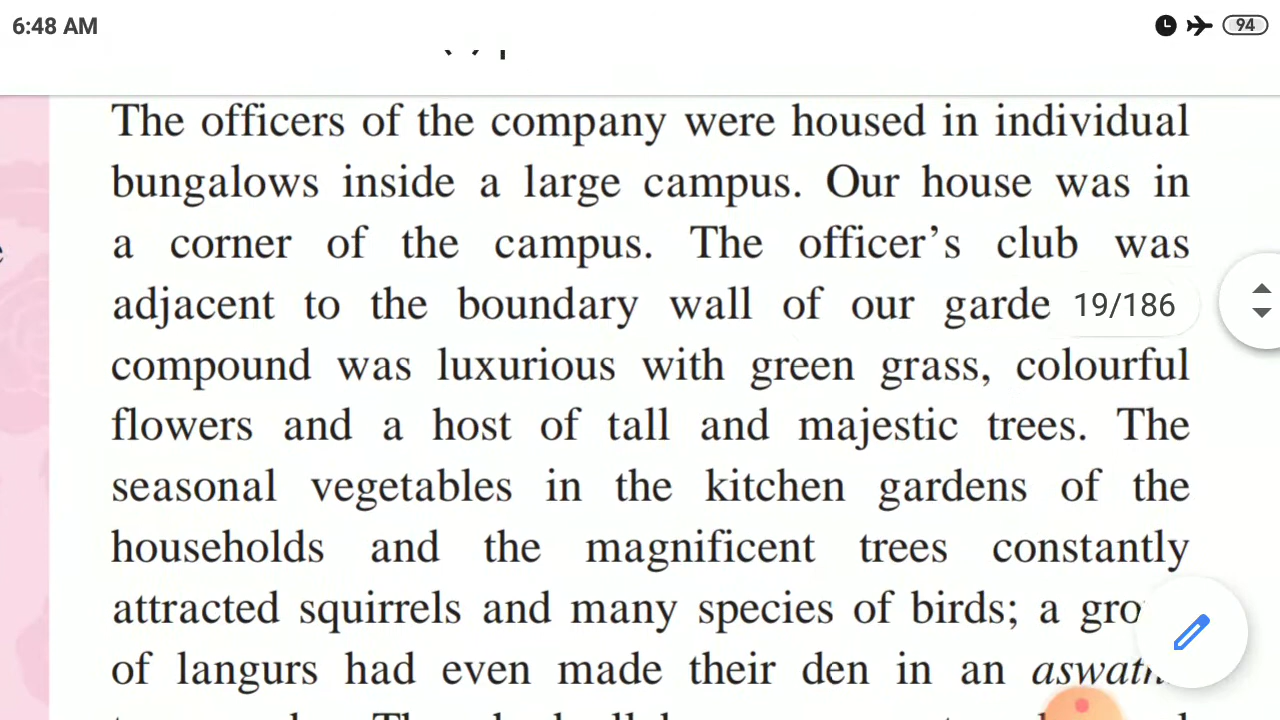 6:48 AM
94
The officers of the company were housed in individual
bungalows inside a large campus. Our house was in
a corner of the campus. The officer’s club was
adjacent to the boundary wall of our garde
19/186
compound was luxurious with green grass, colourful
flowers and a host of tall and majestic trees. The
seasonal vegetables in the kitchen gardens of the
households and the magnificent trees constantly
attracted squirrels and many species of birds; a gro
of langurs had even made their den in an